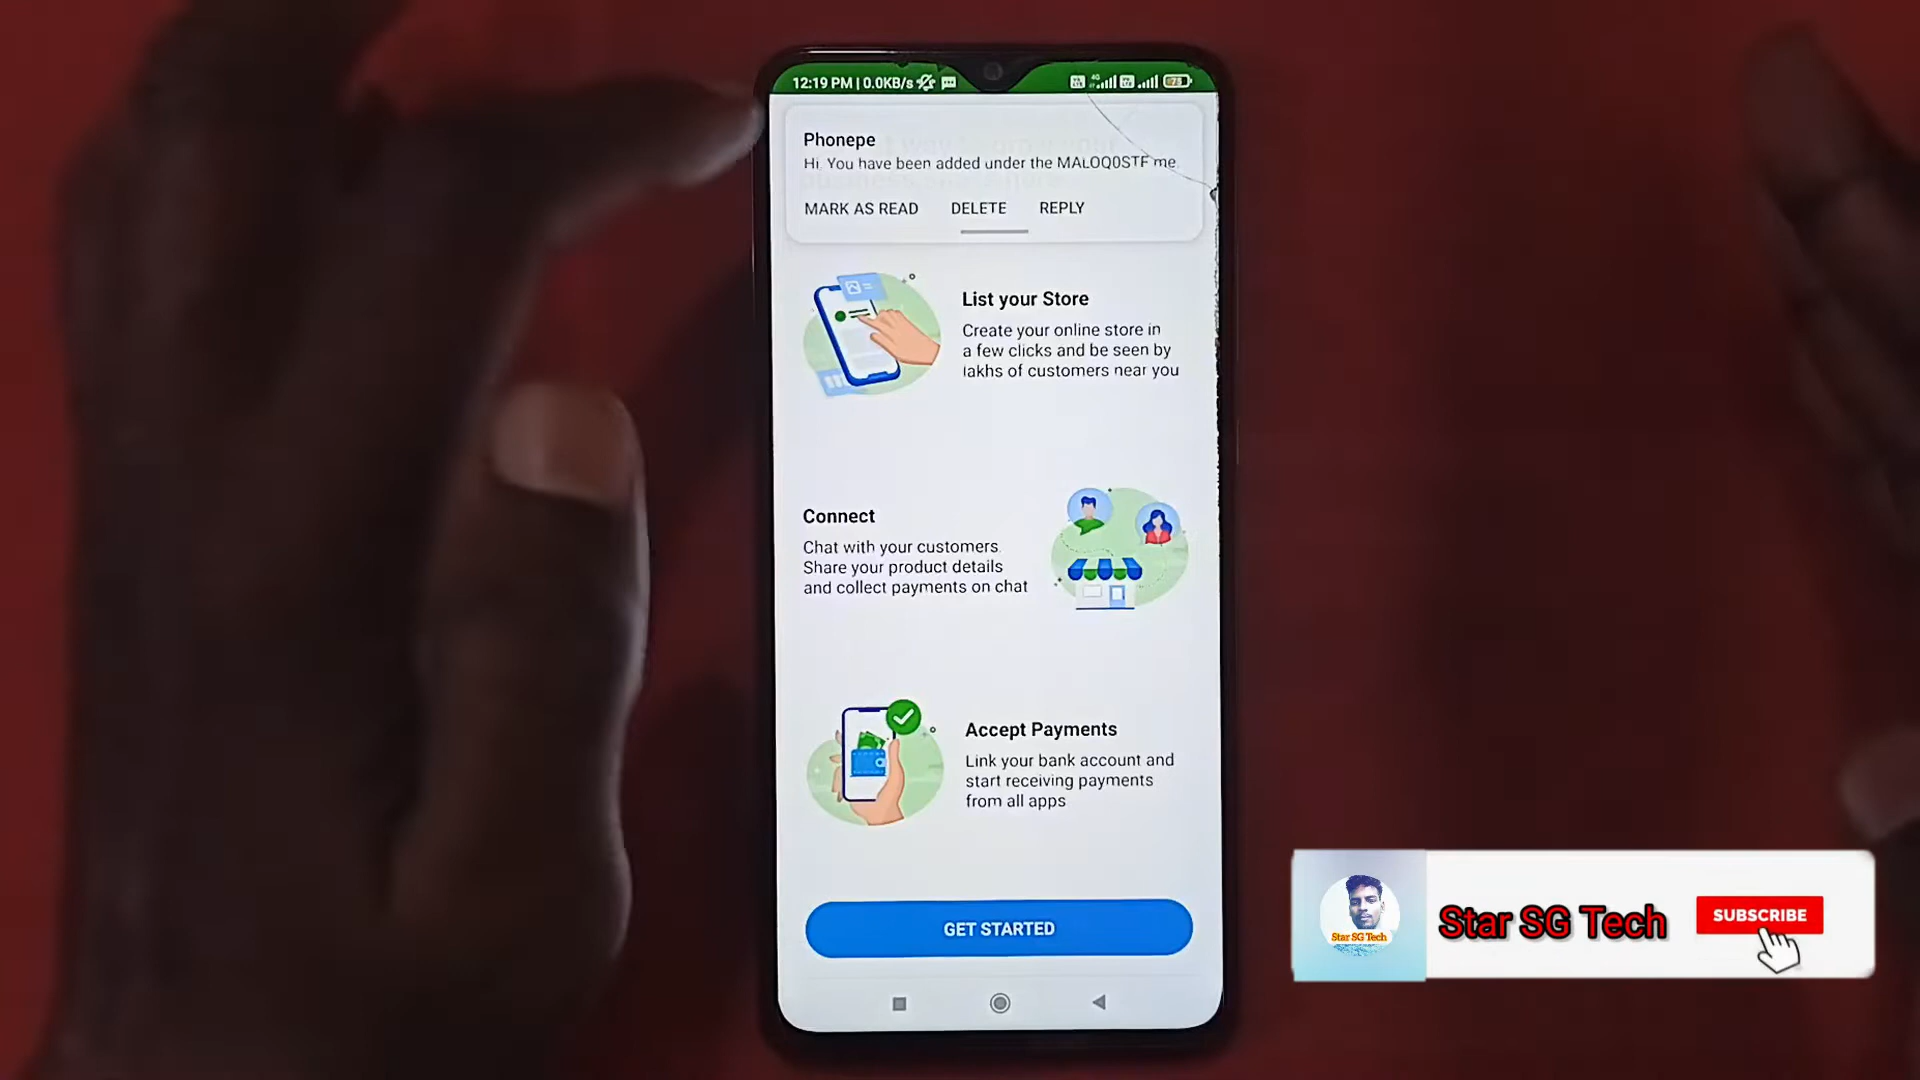 12:19 PM | 0.0KB/s
4G
75
Phonepe
Hi. You have been added under the MALOQ0STF me
MARK AS READ DELETE REPLY
List your Store
Create your online store in
a few clicks and be seen by
lakhs of customers near you
Connect
Chat with your customers.
Share your product details
and collect payments on chat
Accept Payments
Link your bank account and
start receiving payments
from all apps
GET STARTED
Star SG Tech
Star SG Tech
SUBSCRIBE